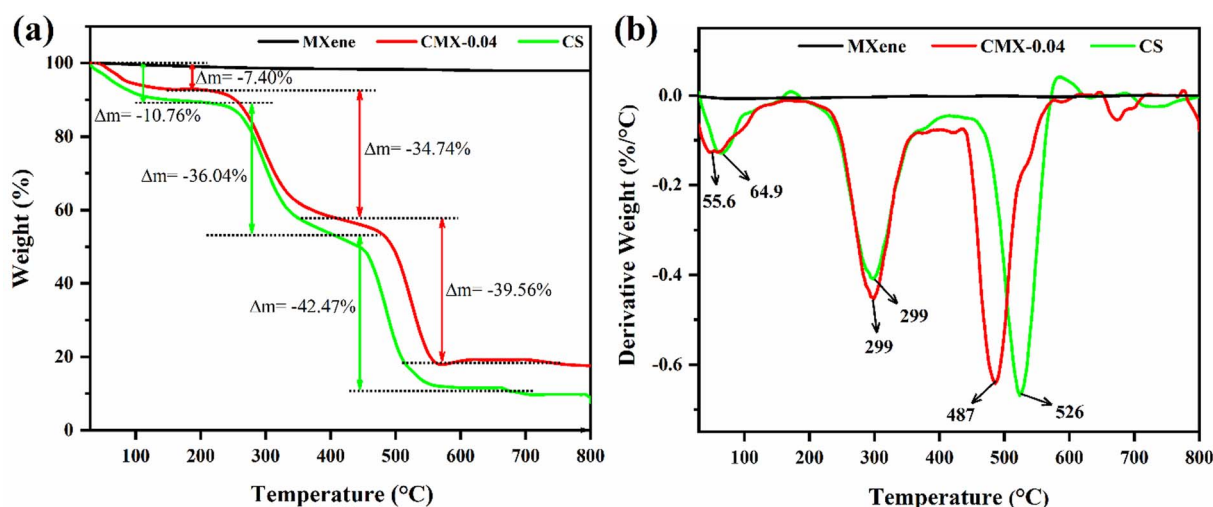 (a)
MXene CMX-0.04 CS
100
80
60
40
20
0
Δm= -7.40%
Δm= -10.76%
Δm= -34.74%
Δm= -36.04%
Δm= -39.56%
Δm= -42.47%
100 200 300 400 500 600 700 800
Weight (%)
Temperature (°C)
(b)
MXene CMX-0.04 CS
0.0
-0.2
-0.4
-0.6
55.6
64.9
299
299
487
526
100 200 300 400 500 600 700 800
Derivative Weight (%/°C)
Temperature (°C)